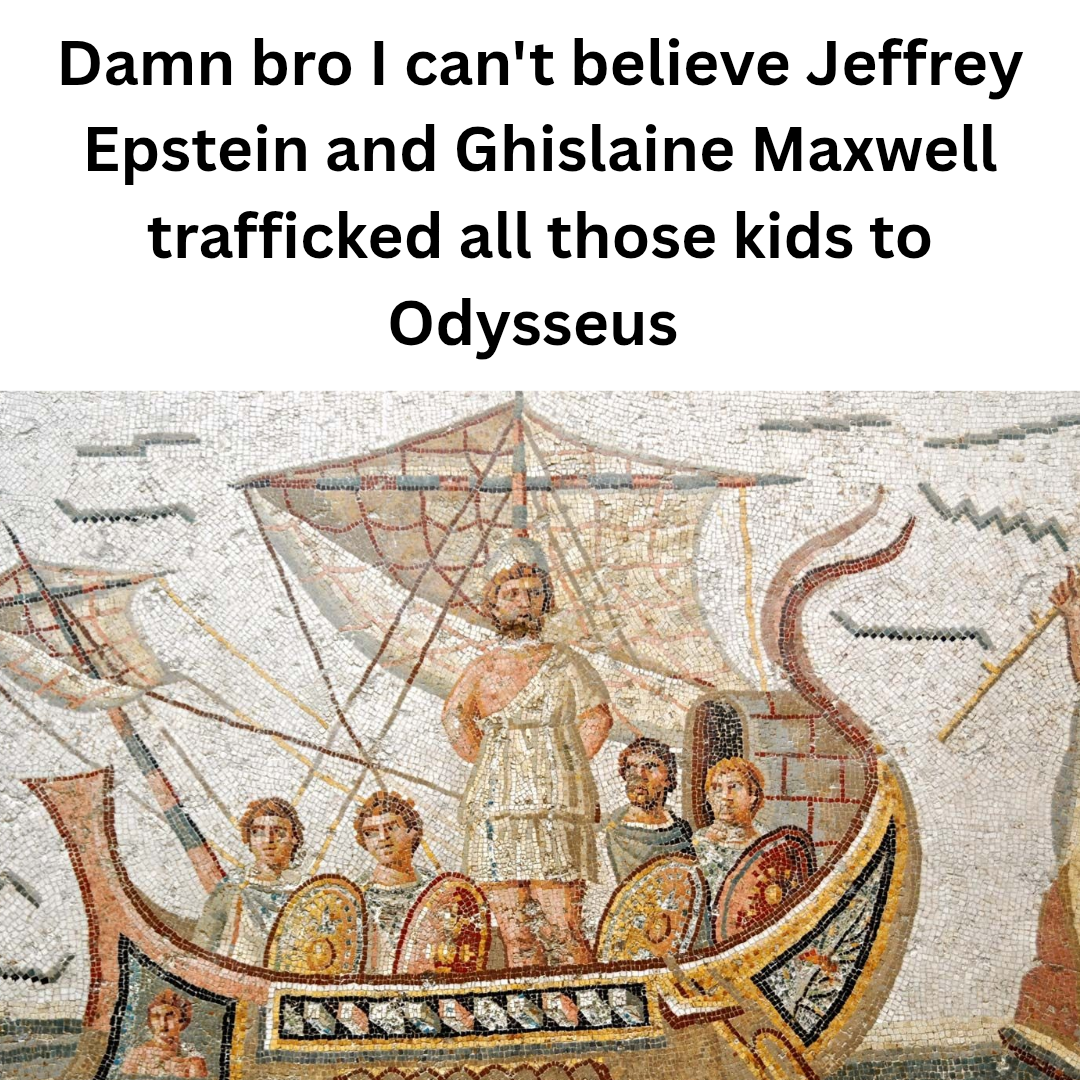 Damn bro I can't believe Jeffrey
Epstein and Ghislaine Maxwell
trafficked all those kids to
Odysseus